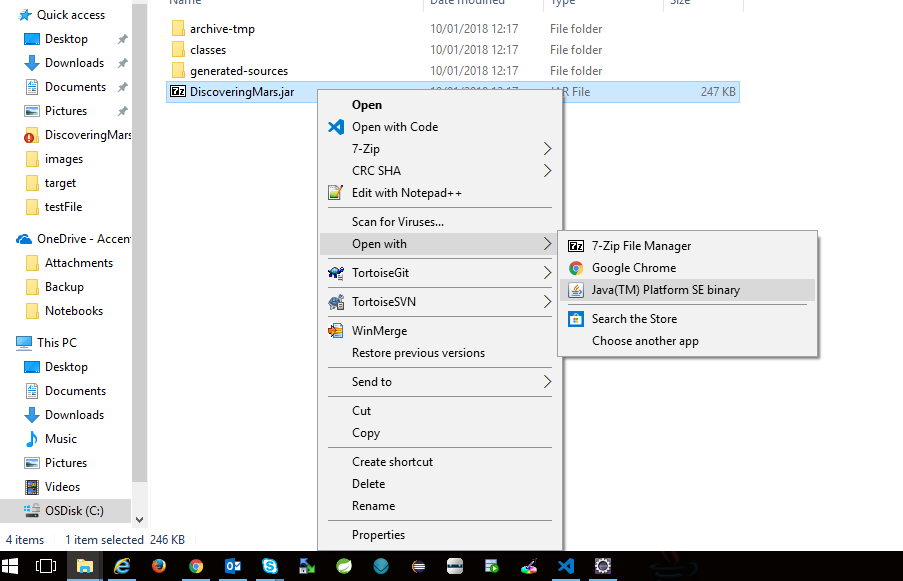 Name Date modified Type Size
Quick access
Desktop
Downloads
Documents
Pictures
DiscoveringMars
images
target
testFile
OneDrive - Accen
Attachments
Backup
Notebooks
This PC
Desktop
Documents
Downloads
Music
Pictures
Videos
OSDisk (C:)
archive-tmp 10/01/2018 12:17 File folder
classes 10/01/2018 12:17 File folder
generated-sources 10/01/2018 12:17 File folder
DiscoveringMars.jar 10/01/2018 12:17 JAR File 247 KB
Open
Open with Code
7-Zip
CRC SHA
Edit with Notepad++
Scan for Viruses...
Open with
TortoiseGit
TortoiseSVN
WinMerge
Restore previous versions
Send to
Cut
Copy
Create shortcut
Delete
Rename
Properties
7z 7-Zip File Manager
Google Chrome
Java(TM) Platform SE binary
Search the Store
Choose another app
4 items 1 item selected 246 KB